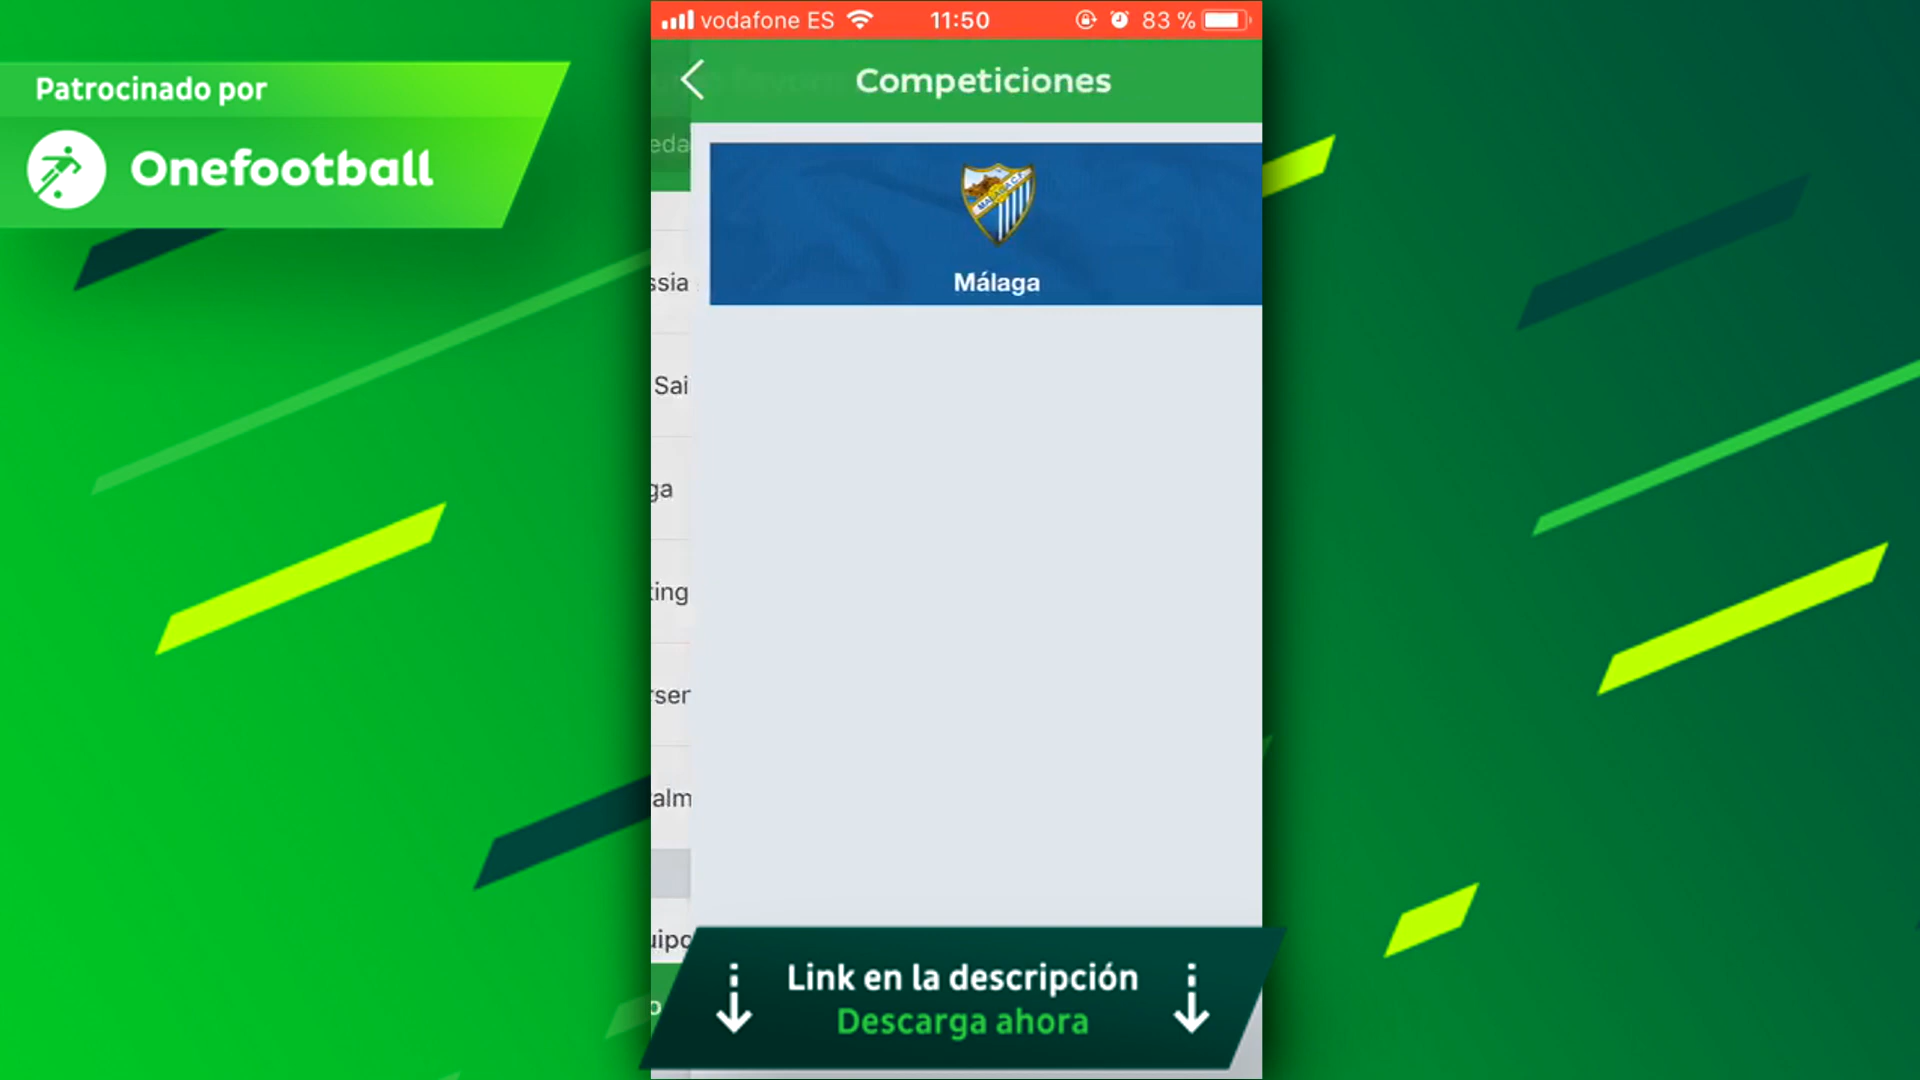 Patrocinado por
Onefootball
vodafone ES
11:50
83 %
Competiciones
Málaga
Link en la descripción
Descarga ahora